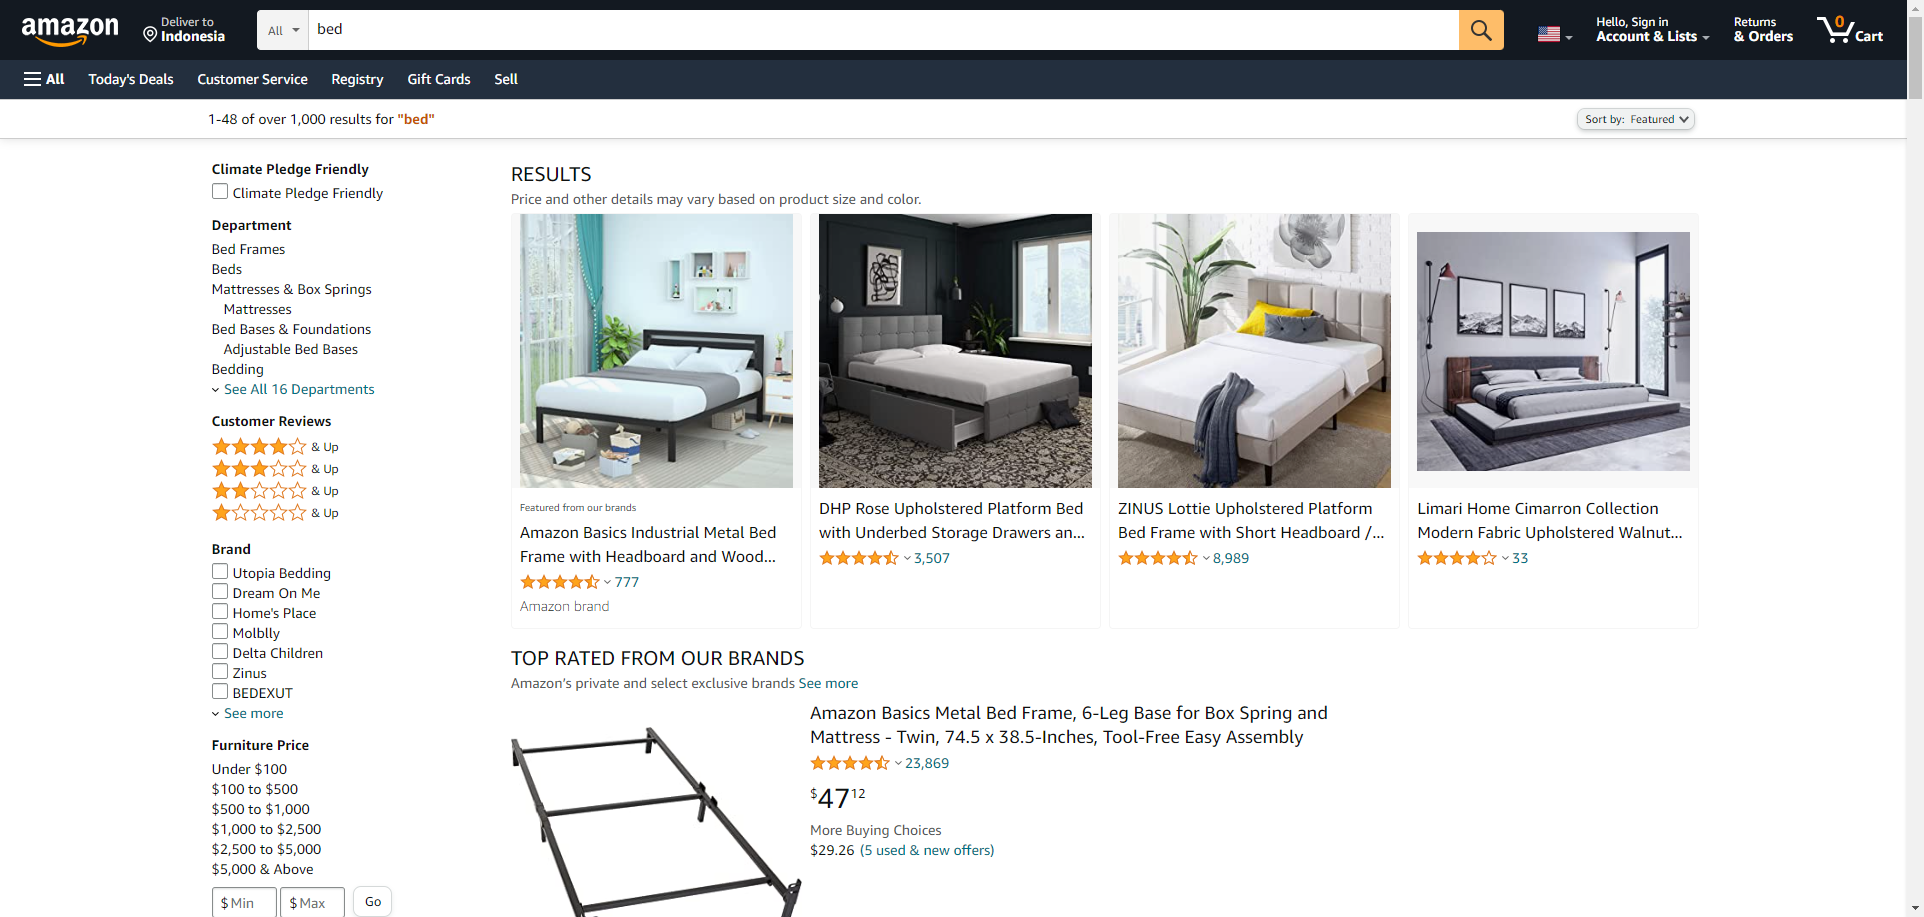 amazon
Deliver to
Indonesia
All
bed
Hello, Sign in
Account & Lists
Returns
& Orders
0
Cart
All
Today's Deals
Customer Service
Registry
Gift Cards
Sell
1-48 of over 1,000 results for "bed"
Sort by: Featured
Climate Pledge Friendly
Climate Pledge Friendly
Department
Bed Frames
Beds
Mattresses & Box Springs
Mattresses
Bed Bases & Foundations
Adjustable Bed Bases
Bedding
See All 16 Departments
Customer Reviews
& Up
& Up
& Up
& Up
Brand
Utopia Bedding
Dream On Me
Home's Place
Molblly
Delta Children
Zinus
BEDEXUT
See more
Furniture Price
Under $100
$100 to $500
$500 to $1,000
$1,000 to $2,500
$2,500 to $5,000
$5,000 & Above
$ Min
$ Max
Go
RESULTS
Price and other details may vary based on product size and color.
Featured from our brands
Amazon Basics Industrial Metal Bed
Frame with Headboard and Wood...
777
Amazon brand
DHP Rose Upholstered Platform Bed
with Underbed Storage Drawers an...
3,507
ZINUS Lottie Upholstered Platform
Bed Frame with Short Headboard /...
8,989
Limari Home Cimarron Collection
Modern Fabric Upholstered Walnut...
33
TOP RATED FROM OUR BRANDS
Amazon's private and select exclusive brands See more
Amazon Basics Metal Bed Frame, 6-Leg Base for Box Spring and
Mattress - Twin, 74.5 x 38.5-Inches, Tool-Free Easy Assembly
23,869
$47 12
More Buying Choices
$29.26 (5 used & new offers)